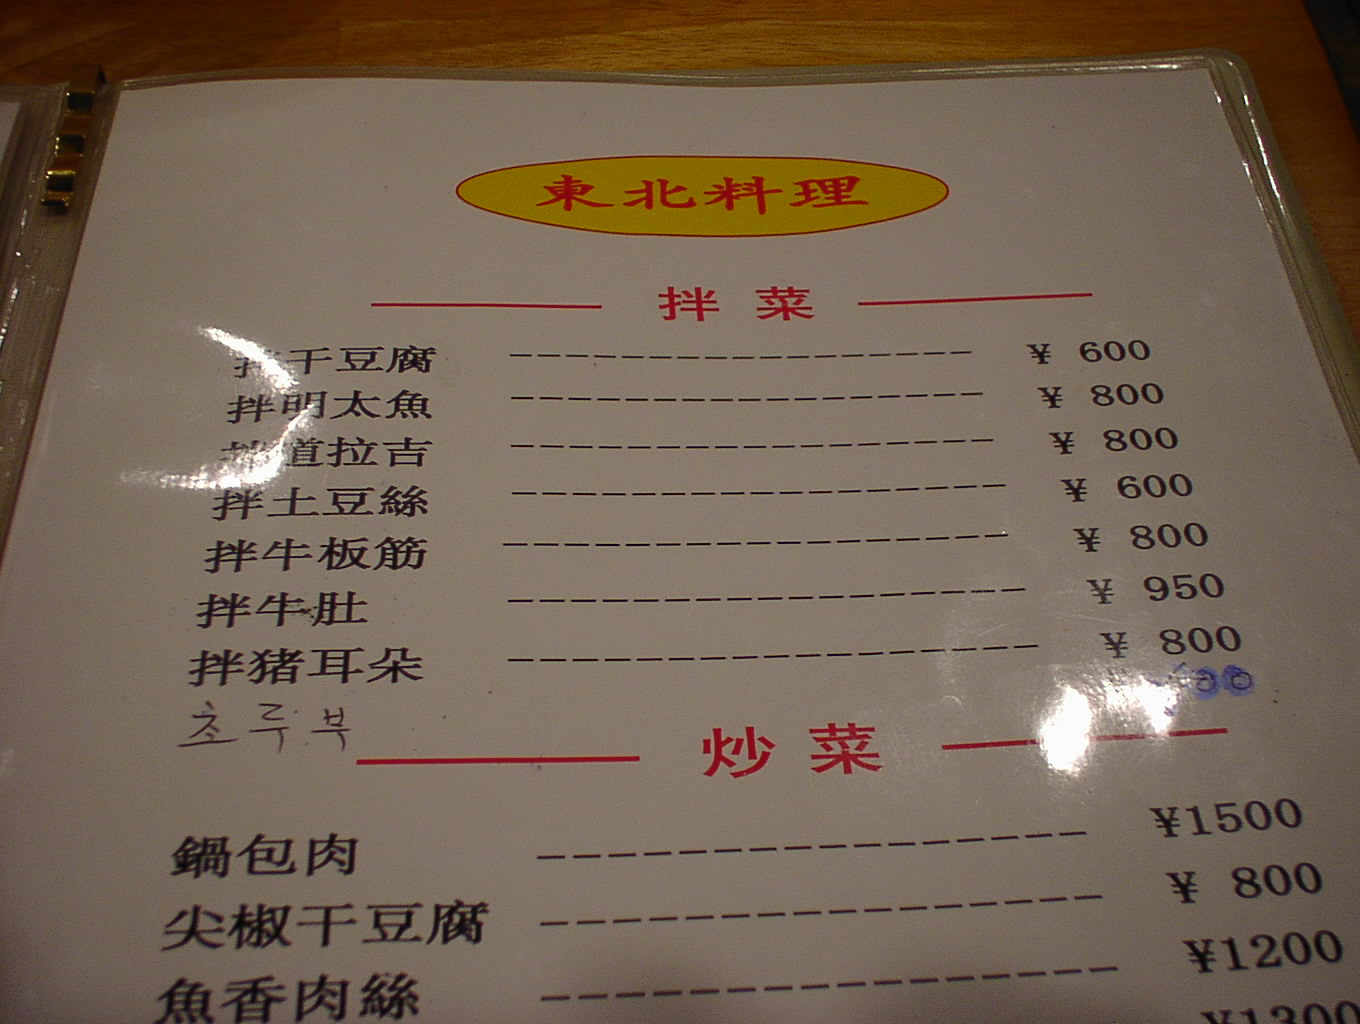 東北料理
拌菜
拌干豆腐 ------------------ ¥ 600
拌明太魚 ------------------ ¥ 800
拌道拉吉 ------------------ ¥ 800
拌土豆絲 ------------------ ¥ 600
拌牛板筋 ------------------ ¥ 800
拌牛肚 ------------------ ¥ 950
拌猪耳朵 ------------------ ¥ 800
초두부
炒菜
鍋包肉 ---------------- ¥1500
尖椒干豆腐 ---------------- ¥ 800
魚香肉絲 ---------------- ¥1200
¥1300